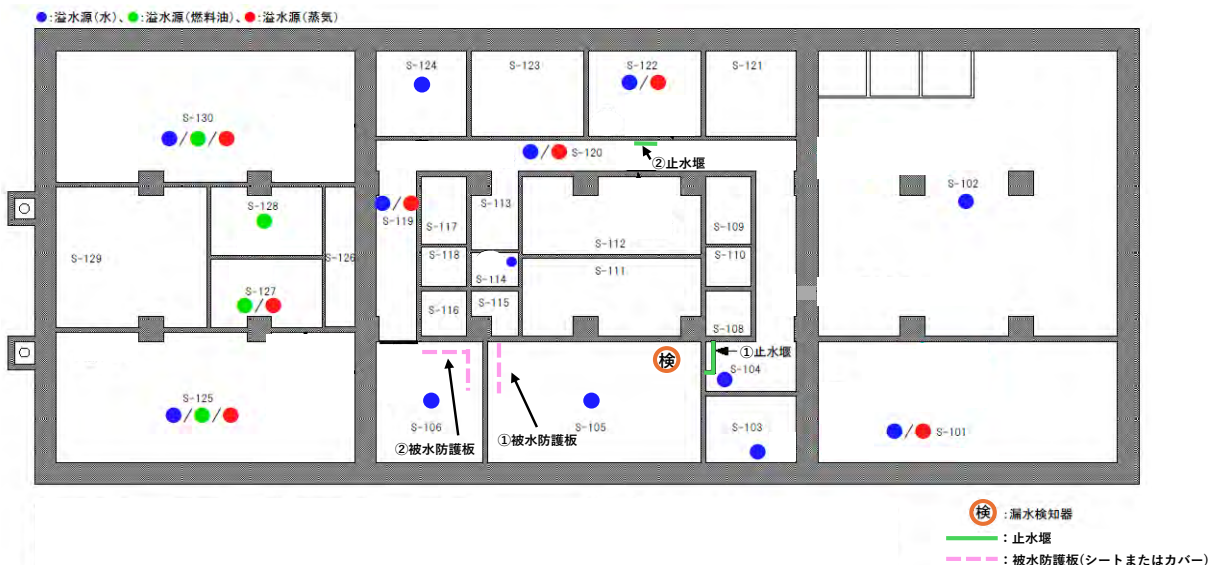 ●:溢水源(水)、●:溢水源(燃料油)、●:溢水源(蒸気)
S-124
S-123
S-122
S-121
S-130
S-120
②止水堰
S-102
S-128
S-119
S-113
S-117
S-109
S-129
S-126
S-112
S-118
S-110
S-111
S-114
S-127
S-116
S-115
S-108
①止水堰
検
S-104
S-125
S-106
S-105
S-103
S-101
①被水防護板
②被水防護板
検:漏水検知器
:止水堰
:被水防護板(シートまたはカバー)